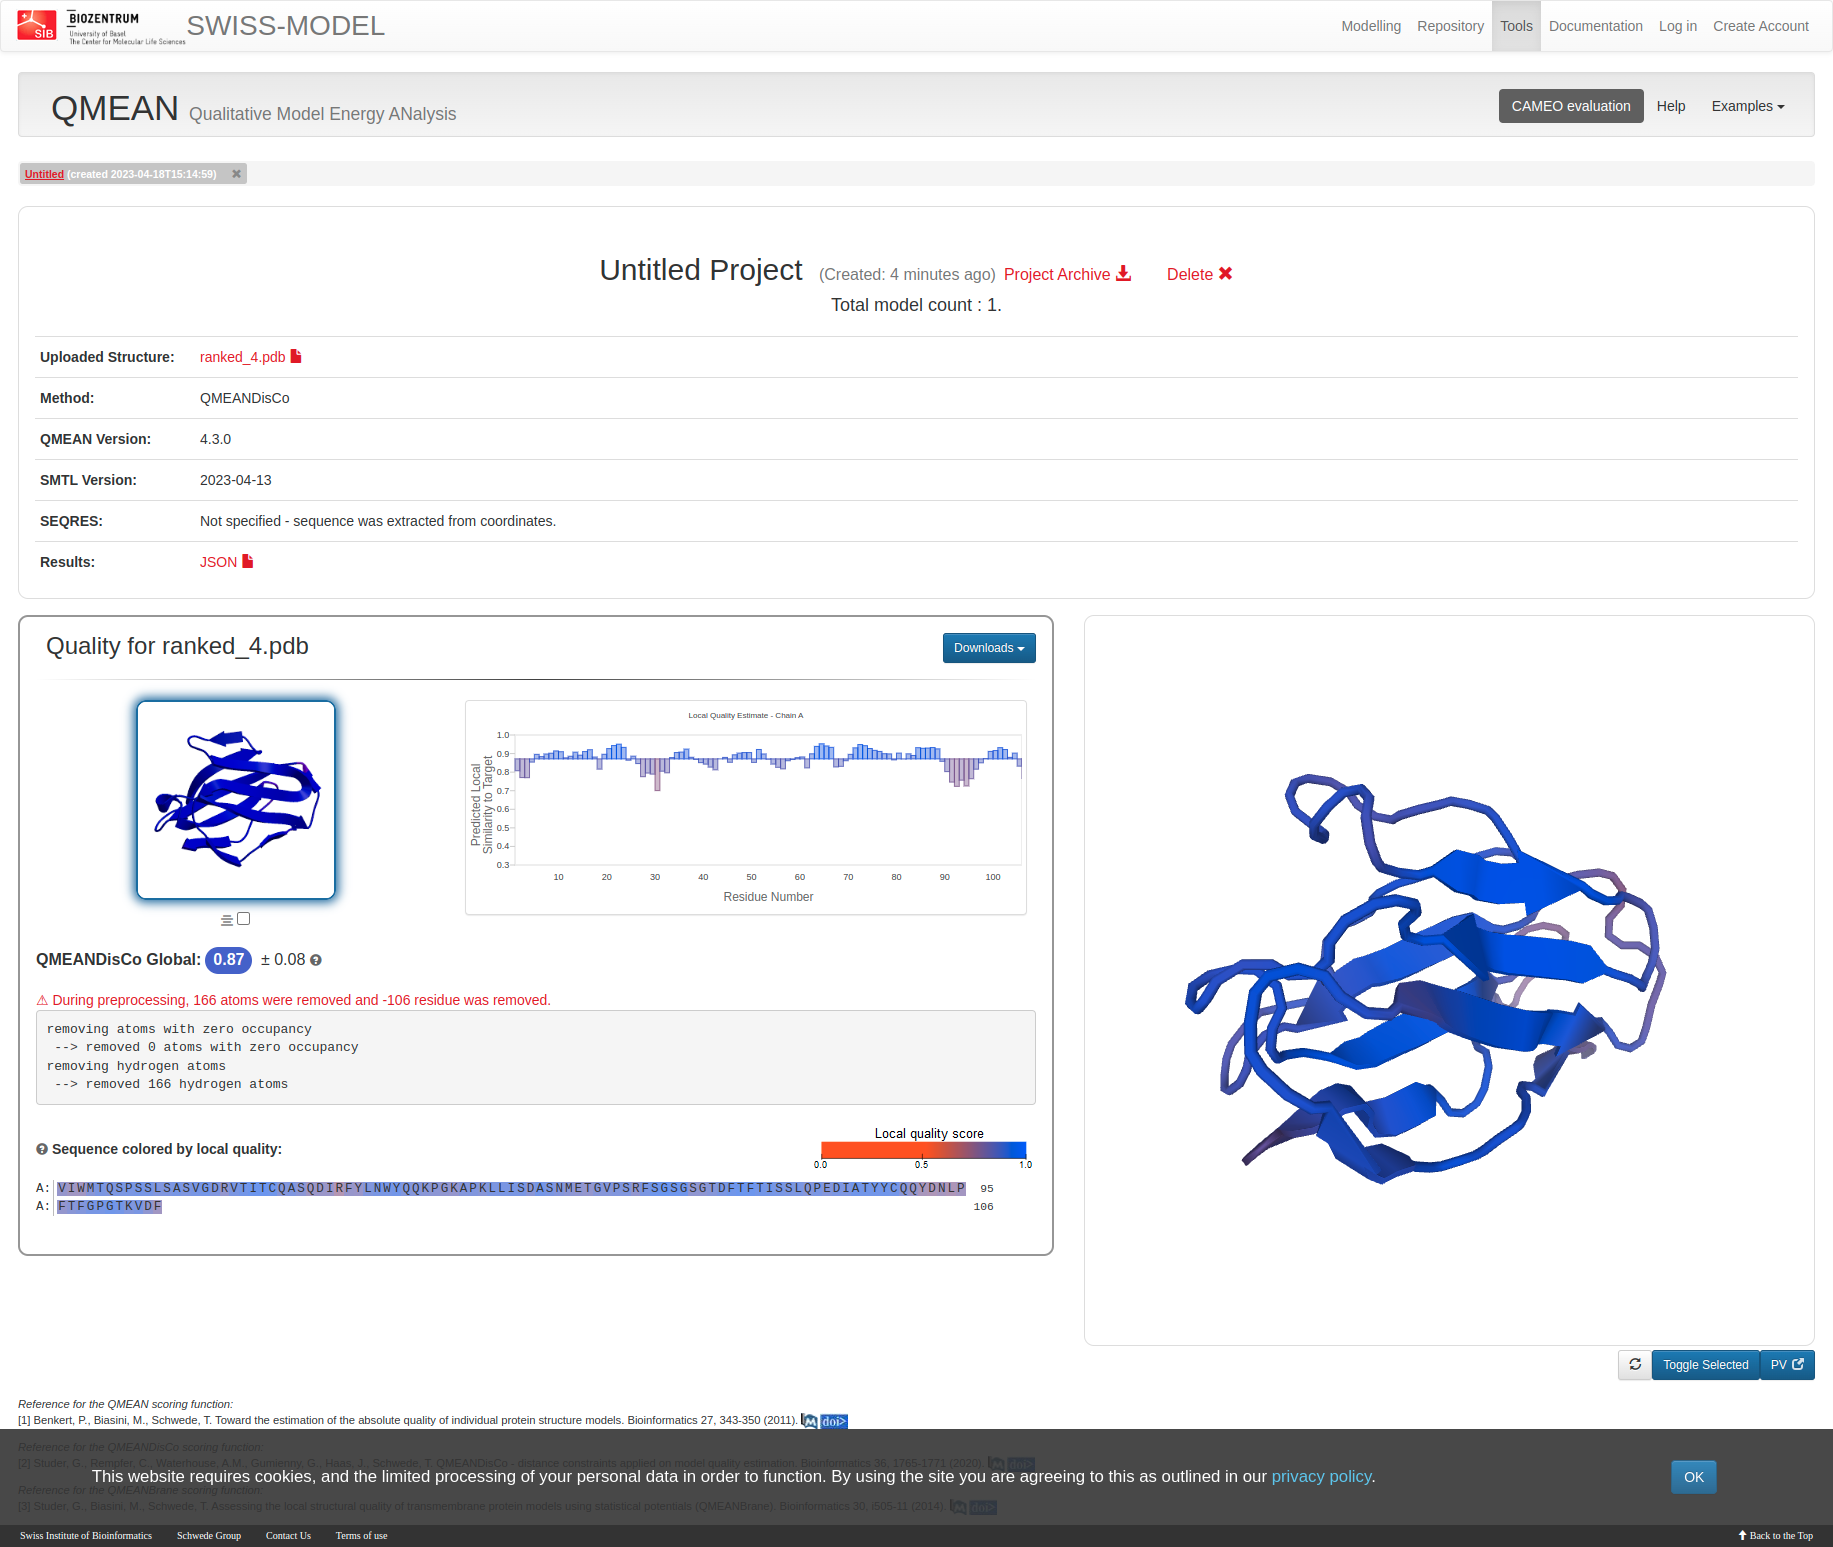 SIB BIOZENTRUM
University of Basel
The Center for Molecular Life Sciences
SWISS-MODEL
Modelling Repository Tools Documentation Log in Create Account
QMEAN Qualitative Model Energy ANalysis
CAMEO evaluation Help Examples
Untitled (created 2023-04-18T15:14:59) ✖
Untitled Project (Created: 4 minutes ago) Project Archive Delete ✖
Total model count : 1.
Uploaded Structure: ranked_4.pdb
Method: QMEANDisCo
QMEAN Version: 4.3.0
SMTL Version: 2023-04-13
SEQRES: Not specified - sequence was extracted from coordinates.
Results: JSON
Quality for ranked_4.pdb
Downloads
Local Quality Estimate - Chain A
Predicted Local
Similarity to Target
1.0
0.9
0.8
0.7
0.6
0.5
0.4
0.3
10 20 30 40 50 60 70 80 90 100
Residue Number
QMEANDisCo Global: 0.87 ± 0.08
⚠ During preprocessing, 166 atoms were removed and -106 residue was removed.
removing atoms with zero occupancy
--> removed 0 atoms with zero occupancy
removing hydrogen atoms
--> removed 166 hydrogen atoms
Sequence colored by local quality:
Local quality score
0.0 0.5 1.0
A: VIWMTQSPSSLSASVGDRVTITCQASQDIRFYLNWYQQKPGKAPKLLISDASNMETGVPSRFSGSGSGTDFTFTISSLQPEDIATYYCQQYDNLP 95
A: FTFGPGTKVDF 106
Toggle Selected PV
Reference for the QMEAN scoring function:
[1] Benkert, P., Biasini, M., Schwede, T. Toward the estimation of the absolute quality of individual protein structure models. Bioinformatics 27, 343-350 (2011). M doi>
Reference for the QMEANDisCo scoring function:
[2] Studer, G., Rempfer, C., Waterhouse, A.M., Gumienny, G., Haas, J., Schwede, T. QMEANDisCo - distance constraints applied on model quality estimation. Bioinformatics 36, 1765-1771 (2020). M doi>
This website requires cookies, and the limited processing of your personal data in order to function. By using the site you are agreeing to this as outlined in our privacy policy.
OK
Reference for the QMEANBrane scoring function:
[3] Studer, G., Biasini, M., Schwede, T. Assessing the local structural quality of transmembrane protein models using statistical potentials (QMEANBrane). Bioinformatics 30, i505-11 (2014). M doi>
Swiss Institute of Bioinformatics Schwede Group Contact Us Terms of use
Back to the Top